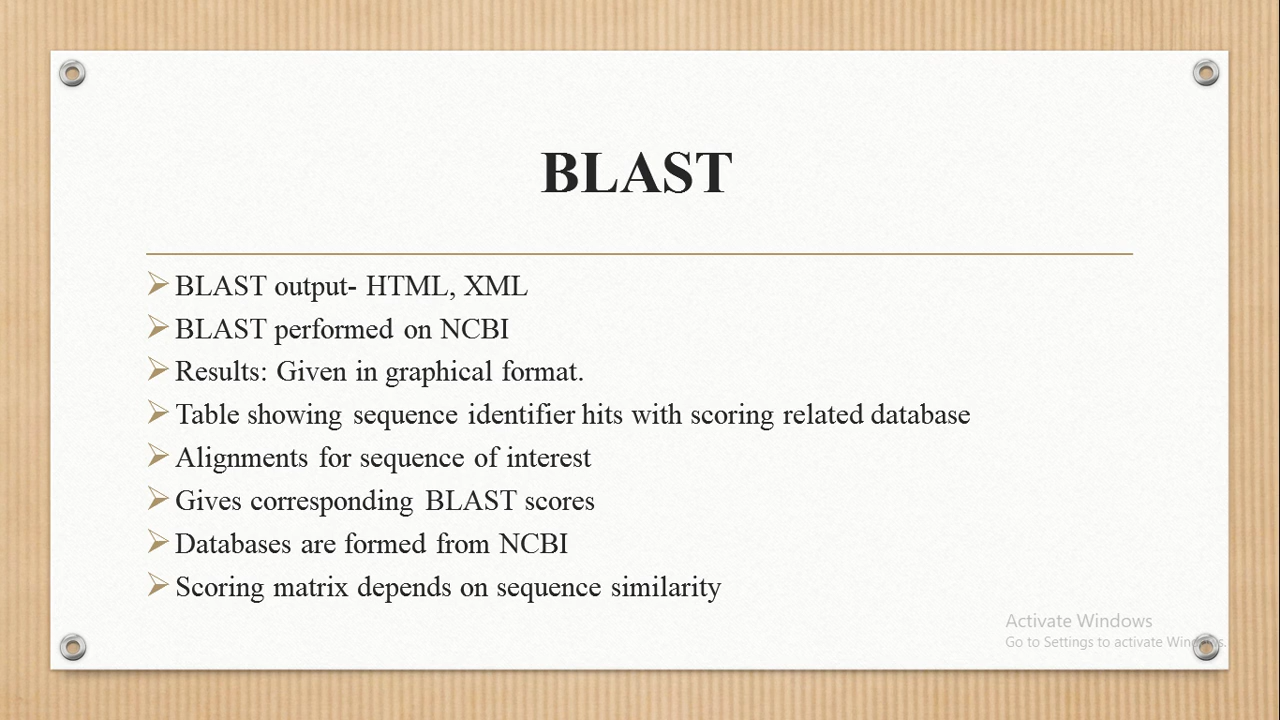 BLAST
➢BLAST output- HTML, XML
➢BLAST performed on NCBI
➢Results: Given in graphical format.
➢Table showing sequence identifier hits with scoring related database
➢Alignments for sequence of interest
➢Gives corresponding BLAST scores
➢Databases are formed from NCBI
➢Scoring matrix depends on sequence similarity
Activate Windows
Go to Settings to activate Windows.